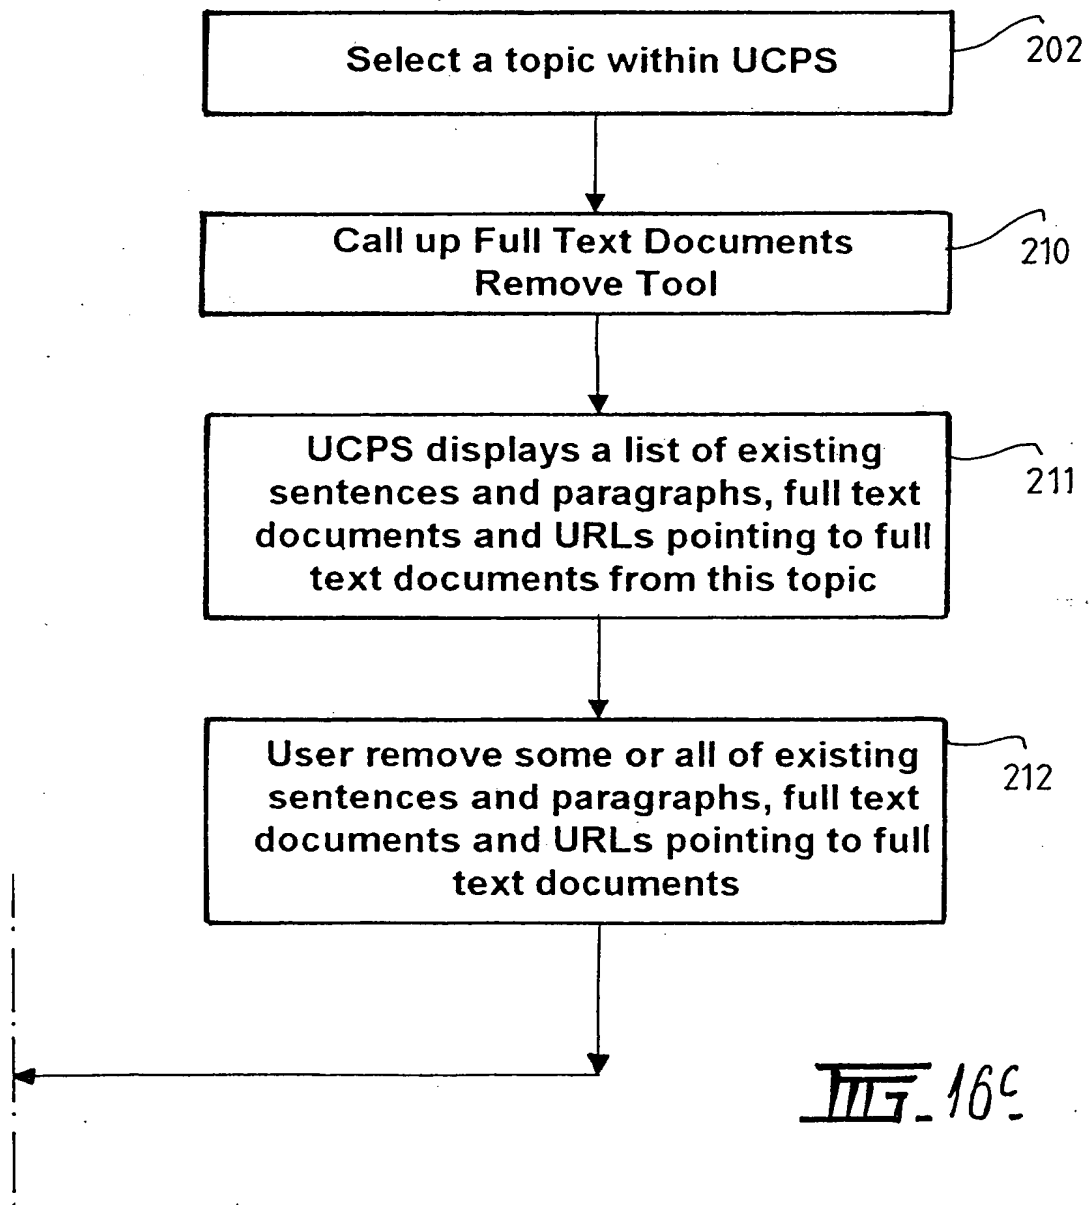 Select a topic within UCPS
202
Call up Full Text Documents
Remove Tool
210
UCPS displays a list of existing
sentences and paragraphs, full text
documents and URLs pointing to full
text documents from this topic
211
User remove some or all of existing
sentences and paragraphs, full text
documents and URLs pointing to full
text documents
212
FIG_16c